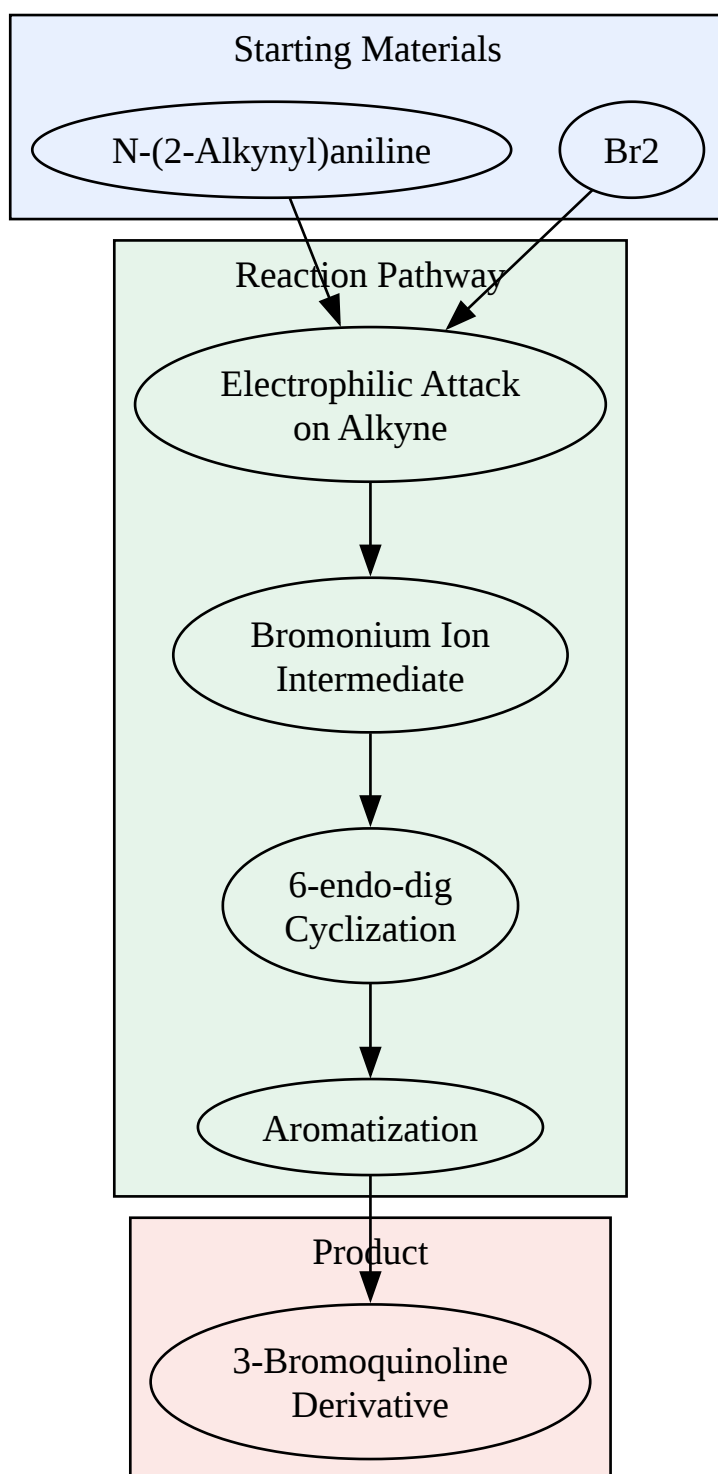 Starting Materials
N-(2-Alkynyl)aniline
Br2
Reaction Pathway
Electrophilic Attack
on Alkyne
Bromonium Ion
Intermediate
6-endo-dig
Cyclization
Aromatization
Product
3-Bromoquinoline
Derivative